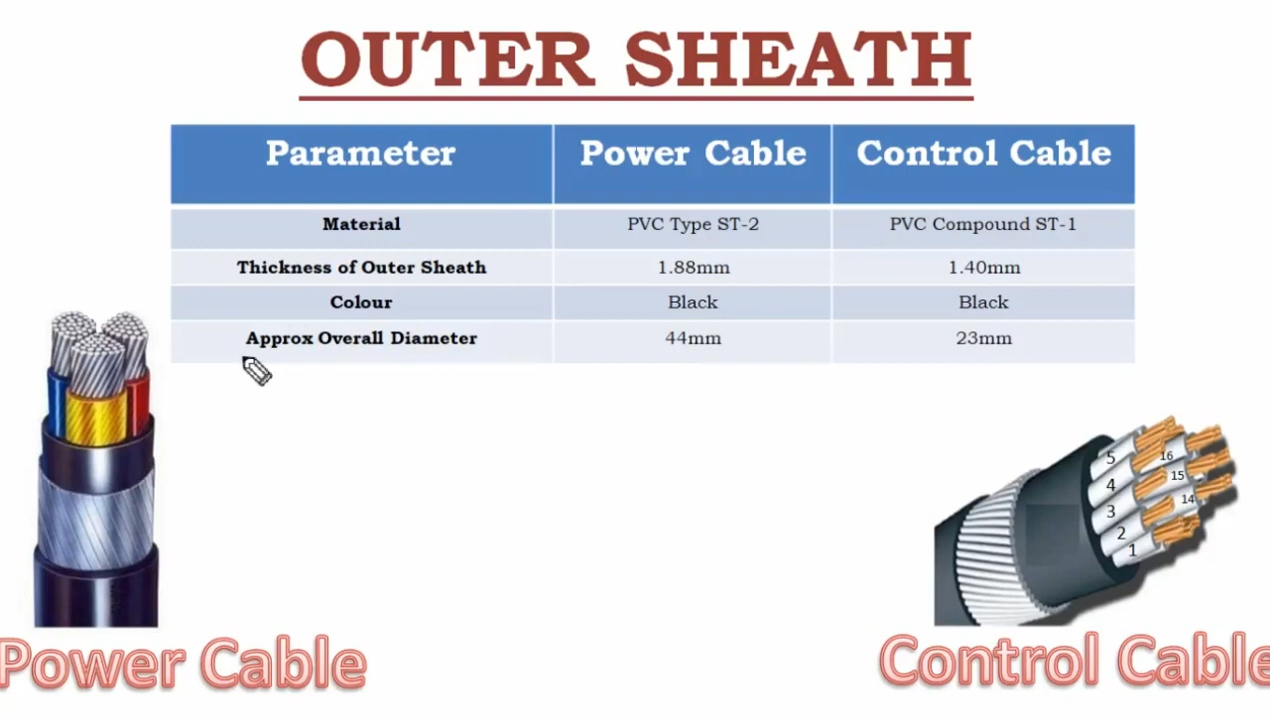 OUTER SHEATH
Parameter Power Cable Control Cable
Material PVC Type ST-2 PVC Compound ST-1
Thickness of Outer Sheath 1.88mm 1.40mm
Colour Black Black
Approx Overall Diameter 44mm 23mm
5 16
15
4
14
3
2
1
Power Cable Control Cable